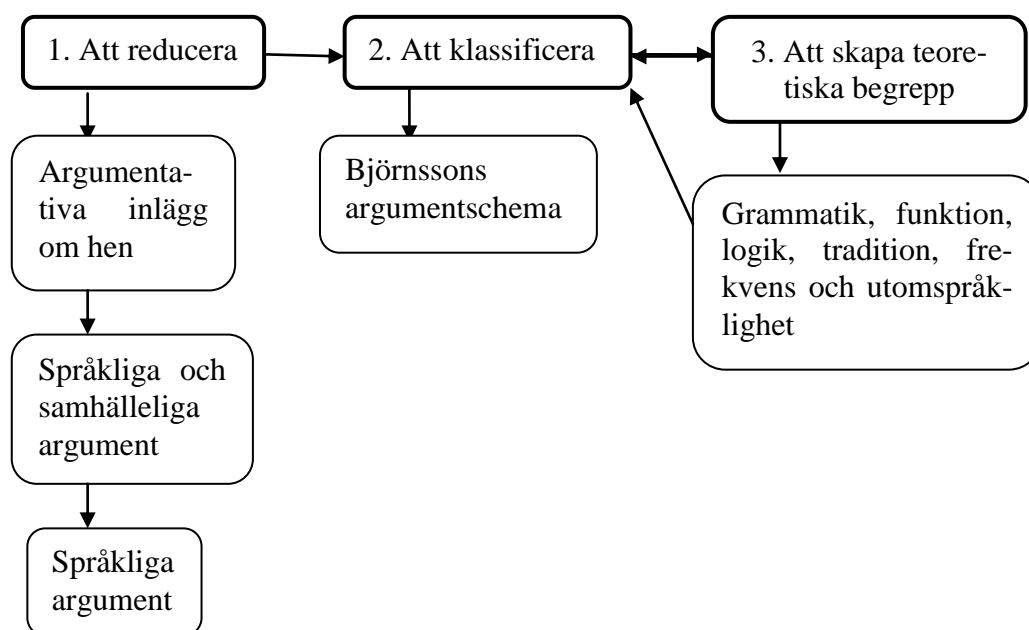 1. Att reducera
2. Att klassificera
3. Att skapa teore-
tiska begrepp
Argumenta-
tiva inlägg
om hen
Björnssons
argumentschema
Grammatik, funktion,
logik, tradition, fre-
kvens och utomspråk-
lighet
Språkliga och
samhälleliga
argument
Språkliga
argument